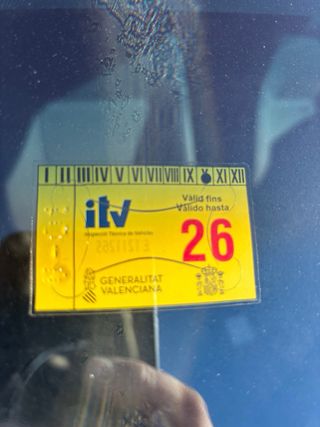 I II III IV V VI VII VIII IX XI XII
itv
Inspección Técnica de Vehículos
Vàlid fins
Válido hasta
26
GENERALITAT
VALENCIANA